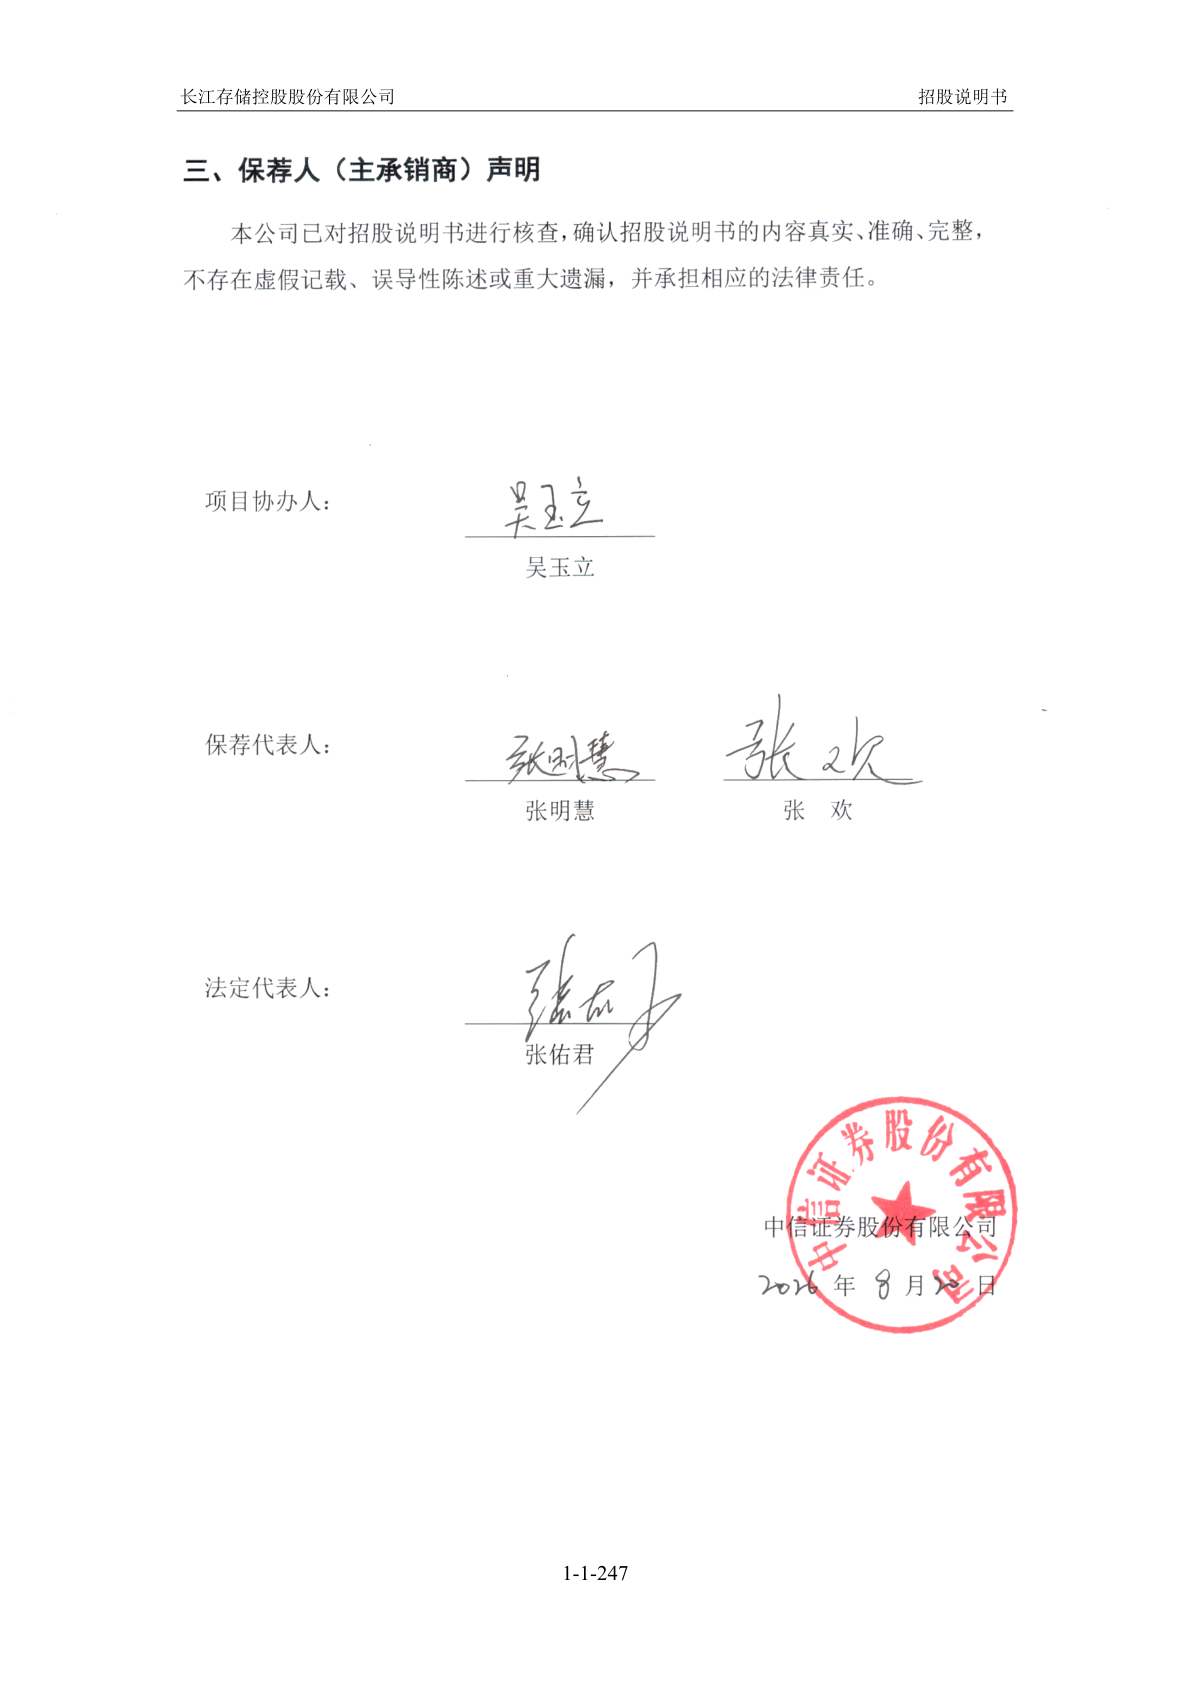 长江存储控股股份有限公司 招股说明书
三、保荐人（主承销商）声明
本公司已对招股说明书进行核查，确认招股说明书的内容真实、准确、完整，
不存在虚假记载、误导性陈述或重大遗漏，并承担相应的法律责任。
项目协办人：
吴玉立
吴玉立
保荐代表人：
张明慧 张欢
张明慧 张 欢
法定代表人：
张佑君
张佑君
中信证券股份有限公司
中信证券股份有限公司
2026 年 8 月 20 日
1-1-247